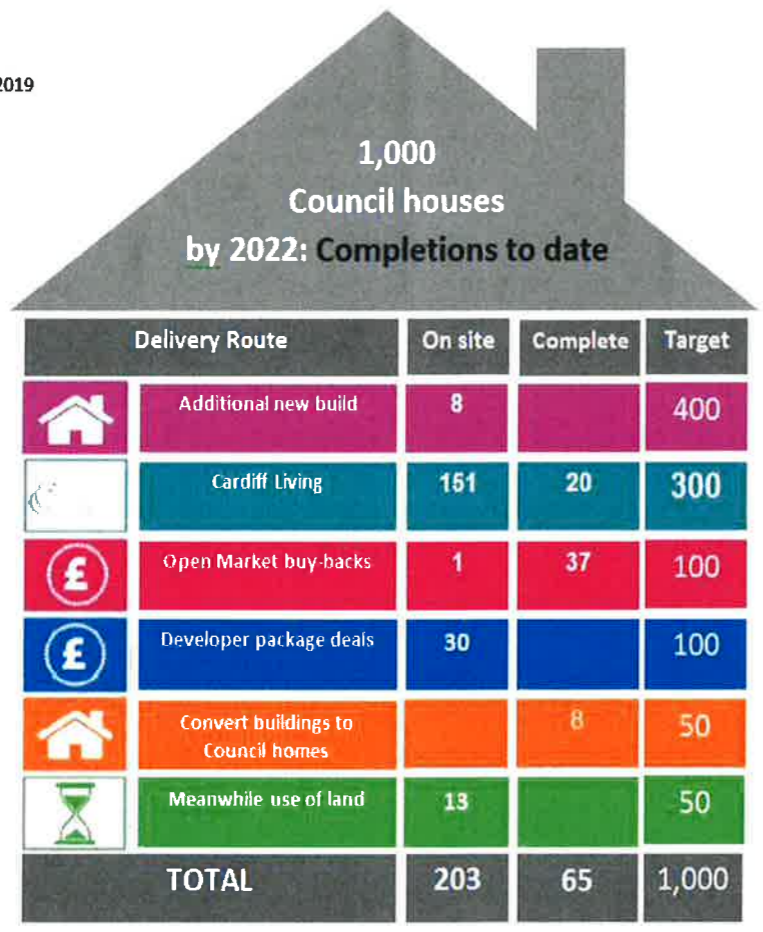 2019
1,000
Council houses
by 2022: Completions to date
Delivery Route On site Complete Target
Additional new build 8 400
Cardiff Living 151 20 300
£ Open Market buy-backs 1 37 100
£ Developer package deals 30 100
Convert buildings to
Council homes 8 50
Meanwhile use of land 13 50
TOTAL 203 65 1,000